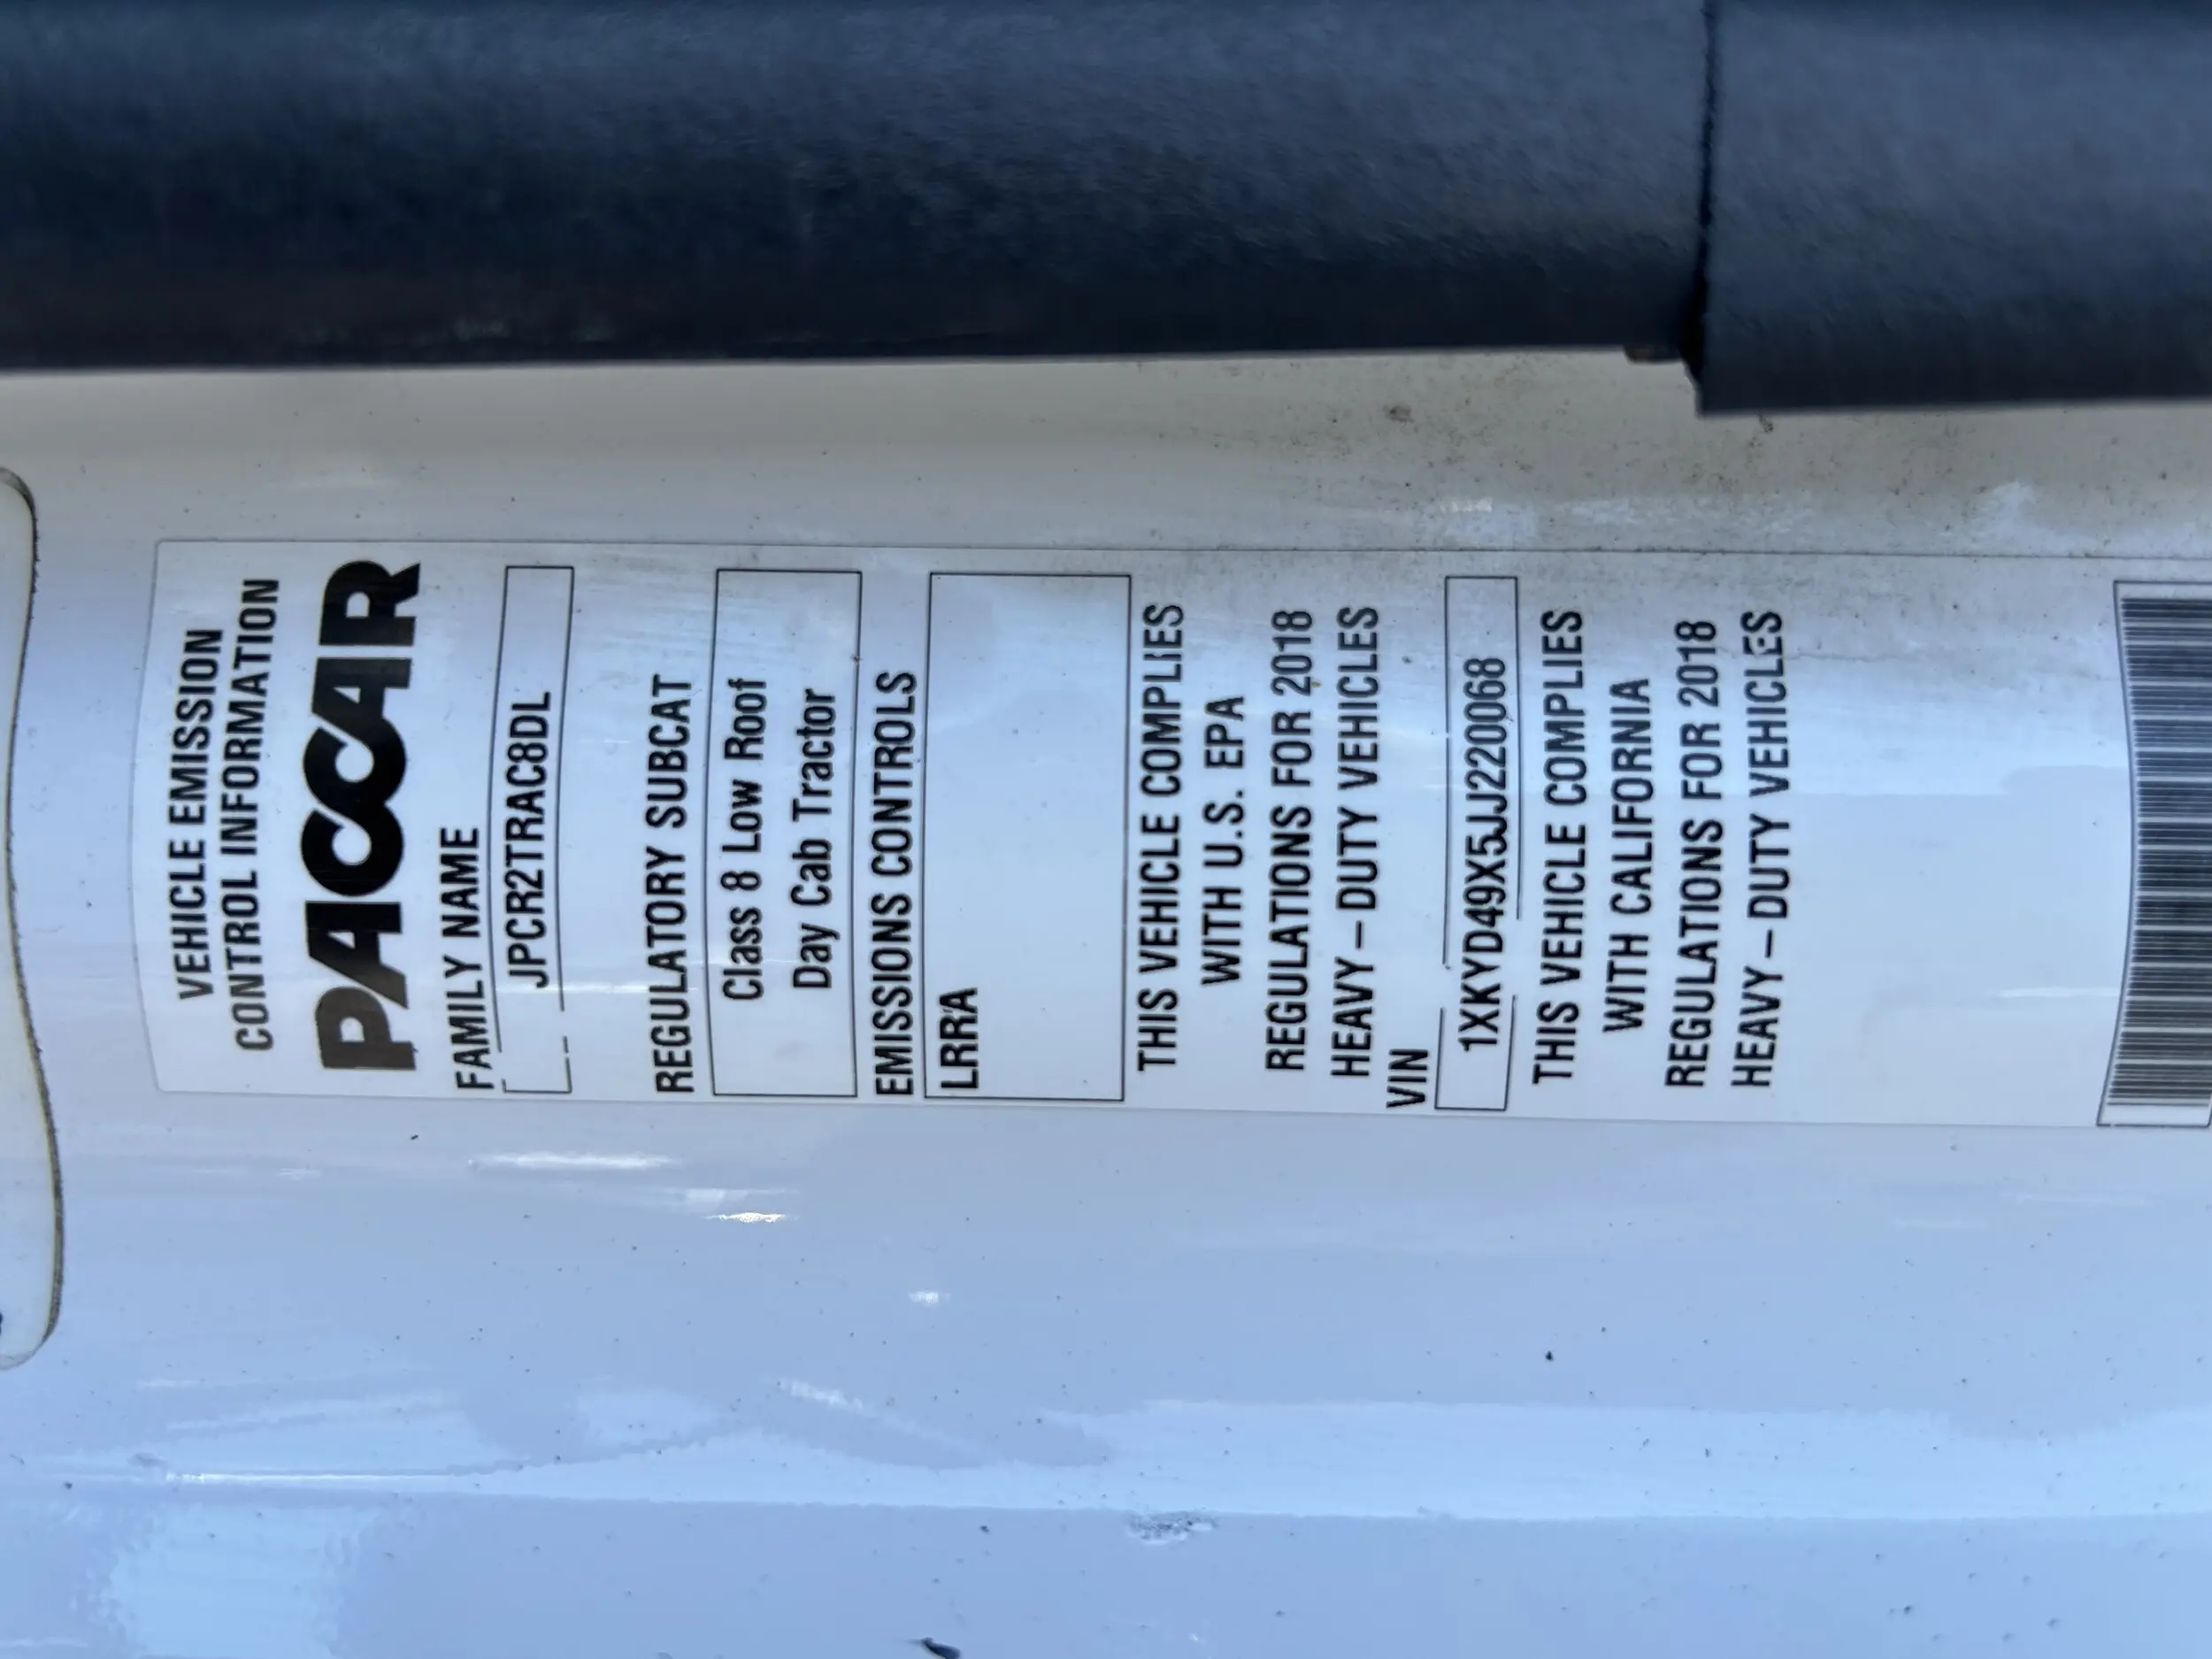 VEHICLE EMISSION
CONTROL INFORMATION
PACCAR
FAMILY NAME
JPCR2TRAC8DL
REGULATORY SUBCAT
Class 8 Low Roof
Day Cab Tractor
EMISSIONS CONTROLS
LRRA
THIS VEHICLE COMPLIES
WITH U.S. EPA
REGULATIONS FOR 2018
HEAVY-DUTY VEHICLES
VIN
1XKYD49X5JJ220068
THIS VEHICLE COMPLIES
WITH CALIFORNIA
REGULATIONS FOR 2018
HEAVY-DUTY VEHICLES